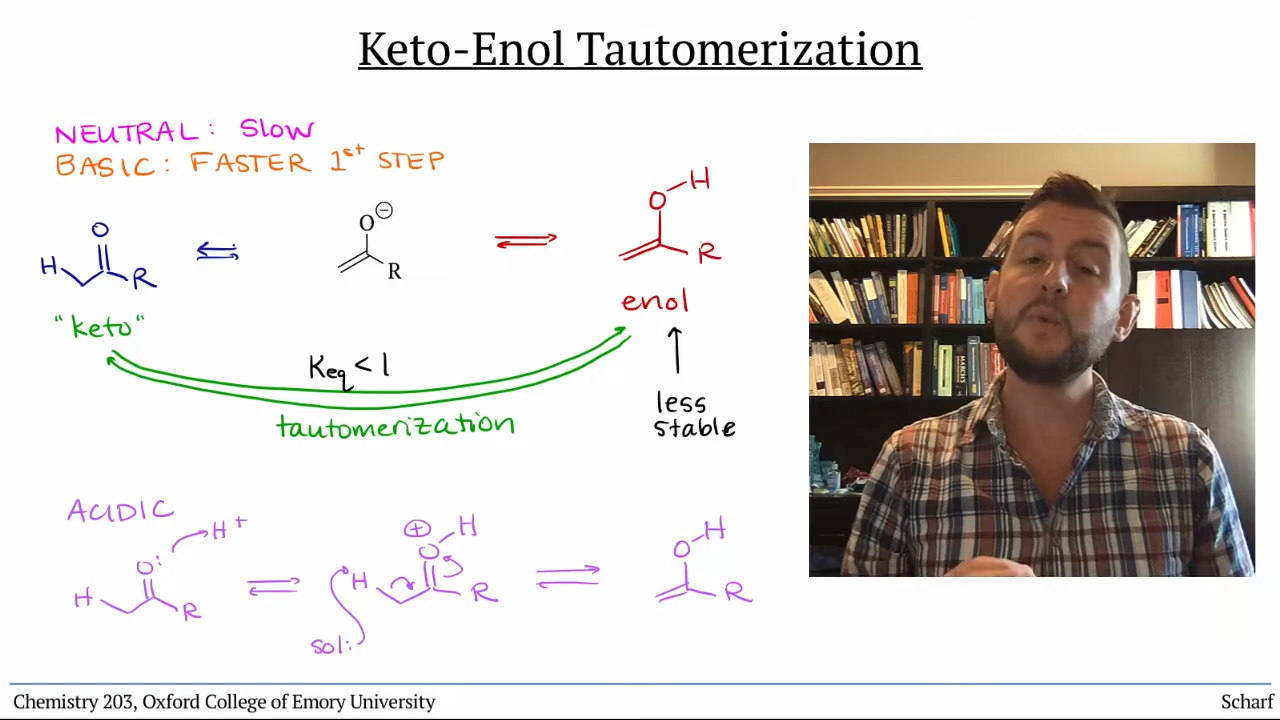 Keto-Enol Tautomerization
NEUTRAL: Slow
BASIC: FASTER 1st STEP
O
H
R
"keto"
O⊖
R
O
H
R
enol
Keq < 1
tautomerization
less
stable
ACIDIC
H+
O:
H
R
⊕
H
O
H
R
sol:
H
O
R
MARCH'S
Chemistry 203, Oxford College of Emory University
Scharf